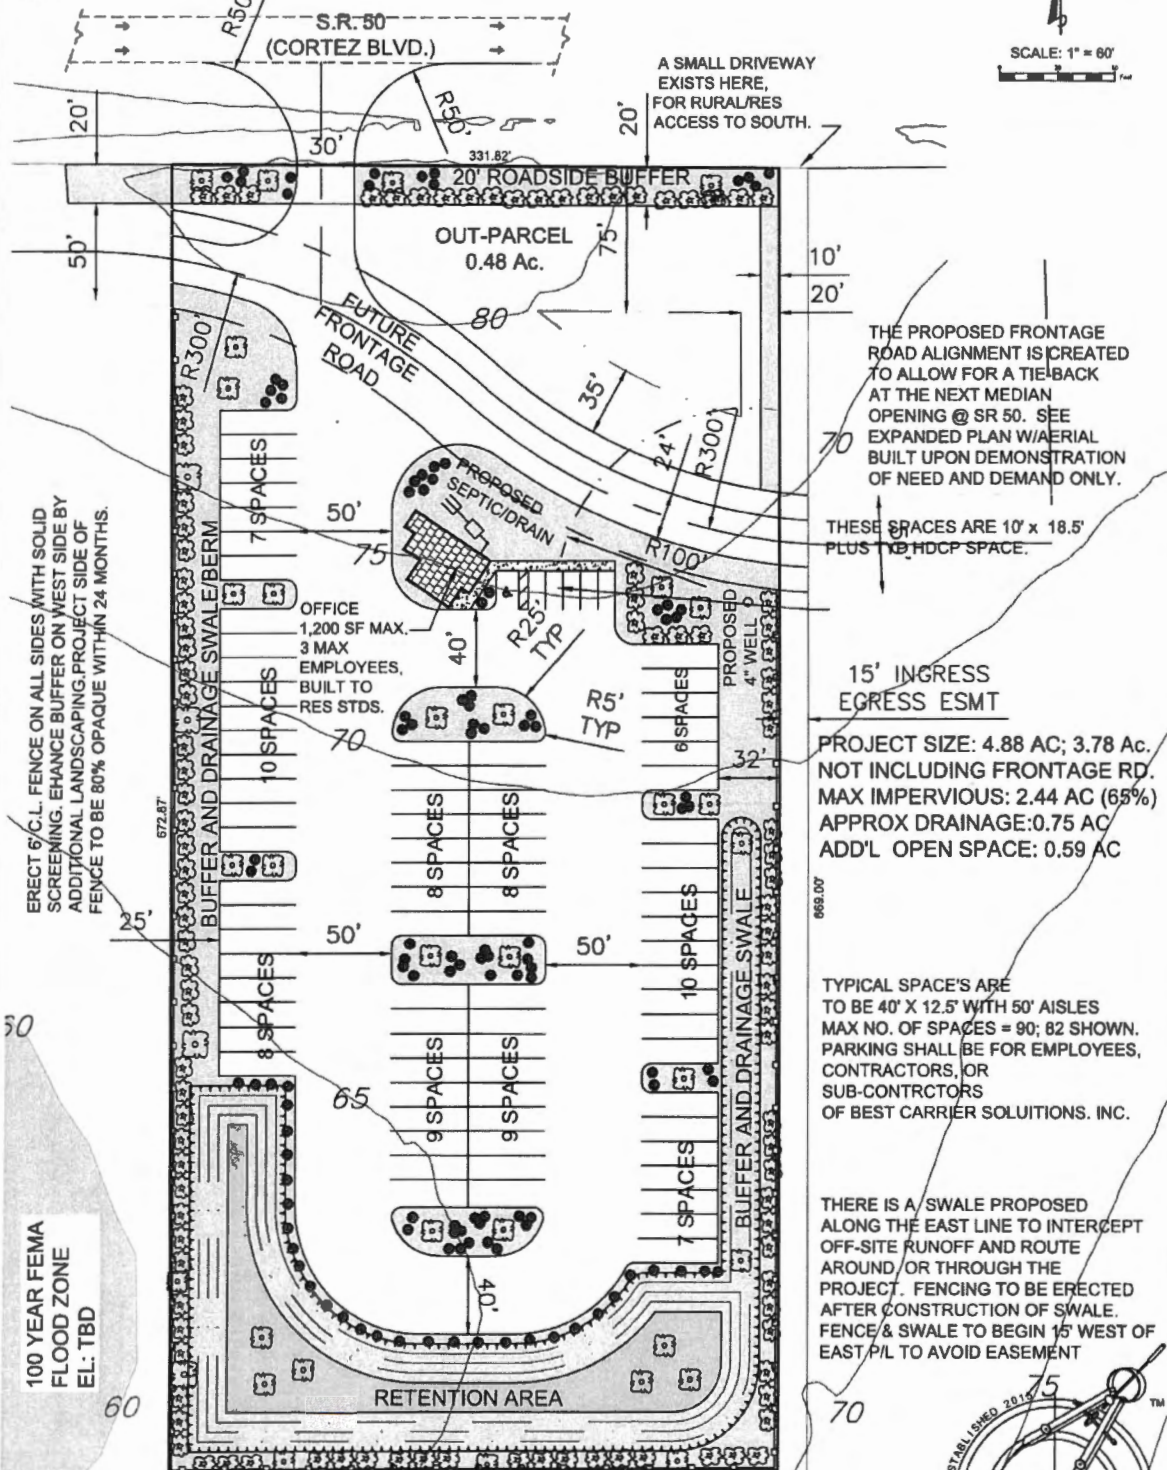 S.R. 50
(CORTEZ BLVD.)
SCALE: 1" = 60'
A SMALL DRIVEWAY
EXISTS HERE,
FOR RURAL/RES
ACCESS TO SOUTH.
R50'
R50'
20'
30'
20'
331.82'
20' ROADSIDE BUFFER
50'
OUT-PARCEL
0.48 Ac.
75'
10'
20'
80
FUTURE
FRONTAGE
ROAD
R300'
35'
24'
R300'
70
THE PROPOSED FRONTAGE
ROAD ALIGNMENT IS CREATED
TO ALLOW FOR A TIE-BACK
AT THE NEXT MEDIAN
OPENING @ SR 50. SEE
EXPANDED PLAN W/AERIAL
BUILT UPON DEMONSTRATION
OF NEED AND DEMAND ONLY.
7 SPACES
50'
75
PROPOSED
SEPTIC/DRAIN
R100'
THESE SPACES ARE 10' x 18.5'
PLUS TYP HDCP SPACE.
ERECT 6' C.L. FENCE ON ALL SIDES WITH SOLID
SCREENING. EHANCE BUFFER ON WEST SIDE BY
ADDITIONAL LANDSCAPING.PROJECT SIDE OF
FENCE TO BE 80% OPAQUE WITHIN 24 MONTHS.
BUFFER AND DRAINAGE SWALE/BERM
OFFICE
1,200 SF MAX.
3 MAX
EMPLOYEES,
BUILT TO
RES STDS.
40'
R25'
TYP
R5'
TYP
PROPOSED
4" WELL
15' INGRESS
EGRESS ESMT
10 SPACES
70
6 SPACES
32'
PROJECT SIZE: 4.88 AC; 3.78 Ac.
NOT INCLUDING FRONTAGE RD.
MAX IMPERVIOUS: 2.44 AC (65%)
APPROX DRAINAGE:0.75 AC
ADD'L OPEN SPACE: 0.59 AC
672.87'
669.00'
8 SPACES
8 SPACES
25'
50'
50'
8 SPACES
10 SPACES
BUFFER AND DRAINAGE SWALE
TYPICAL SPACE'S ARE
TO BE 40' X 12.5' WITH 50' AISLES
MAX NO. OF SPACES = 90; 82 SHOWN.
PARKING SHALL BE FOR EMPLOYEES,
CONTRACTORS, OR
SUB-CONTRCTORS
OF BEST CARRIER SOLUITIONS. INC.
9 SPACES
9 SPACES
65
7 SPACES
THERE IS A SWALE PROPOSED
ALONG THE EAST LINE TO INTERCEPT
OFF-SITE RUNOFF AND ROUTE
AROUND, OR THROUGH THE
PROJECT. FENCING TO BE ERECTED
AFTER CONSTRUCTION OF SWALE.
FENCE & SWALE TO BEGIN 15' WEST OF
EAST P/L TO AVOID EASEMENT
100 YEAR FEMA
FLOOD ZONE
EL: TBD
60
40'
RETENTION AREA
70
75
TM